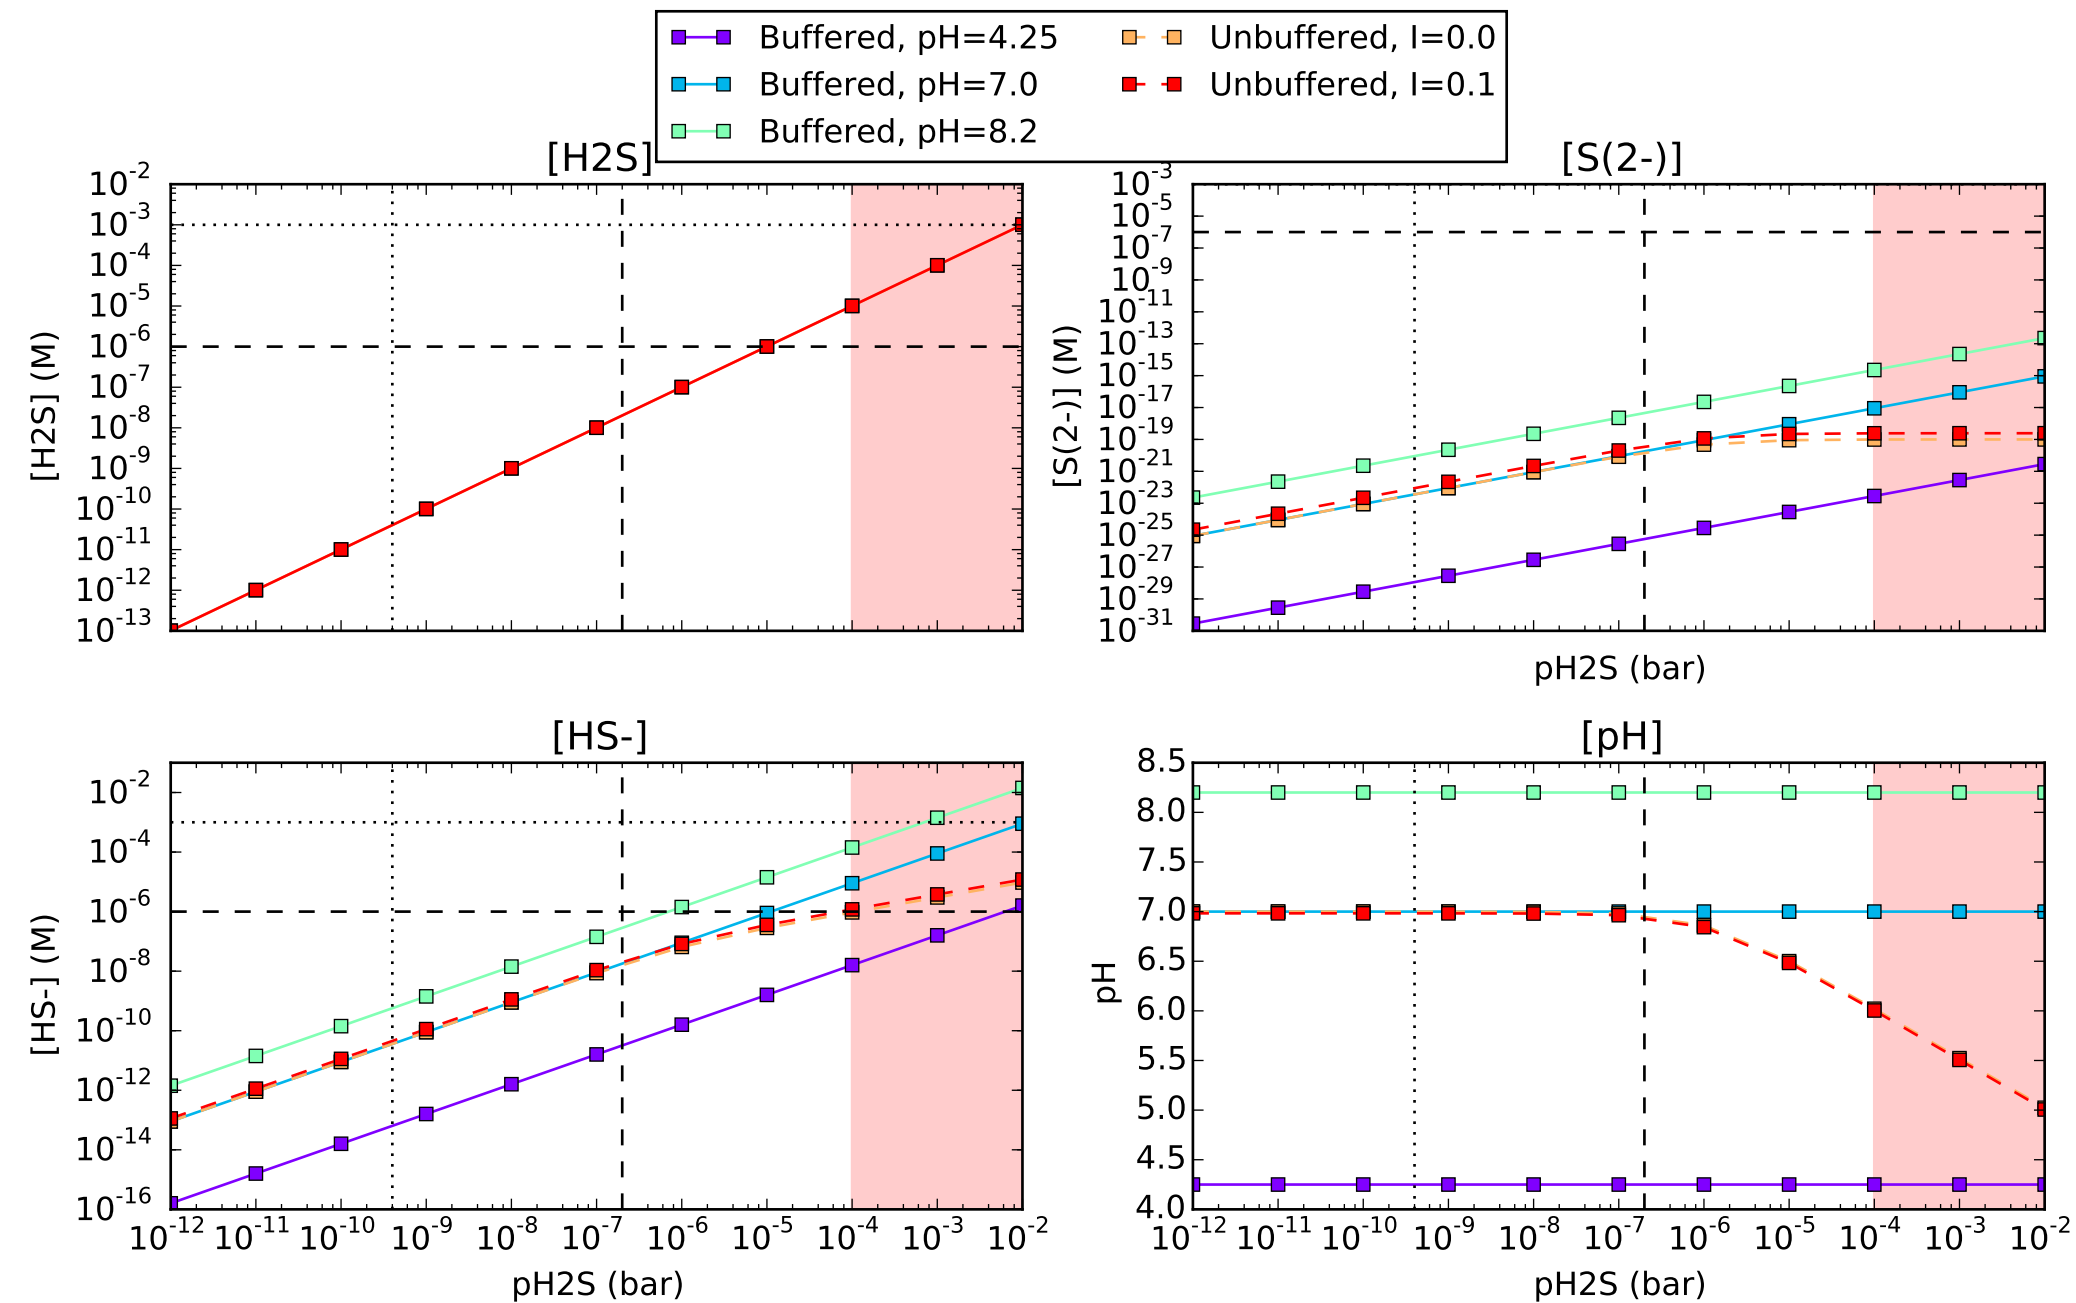 Buffered, pH=4.25
Buffered, pH=7.0
Buffered, pH=8.2
Unbuffered, I=0.0
Unbuffered, I=0.1
[H2S]
[H2S] (M)
10^-2
10^-3
10^-4
10^-5
10^-6
10^-7
10^-8
10^-9
10^-10
10^-11
10^-12
10^-13
[S(2-)]
[S(2-)] (M)
10^-3
10^-5
10^-7
10^-9
10^-11
10^-13
10^-15
10^-17
10^-19
10^-21
10^-23
10^-25
10^-27
10^-29
10^-31
pH2S (bar)
[HS-]
[HS-] (M)
10^-2
10^-4
10^-6
10^-8
10^-10
10^-12
10^-14
10^-16
10^-12 10^-11 10^-10 10^-9 10^-8 10^-7 10^-6 10^-5 10^-4 10^-3 10^-2
pH2S (bar)
[pH]
pH
8.5
8.0
7.5
7.0
6.5
6.0
5.5
5.0
4.5
4.0
10^-12 10^-11 10^-10 10^-9 10^-8 10^-7 10^-6 10^-5 10^-4 10^-3 10^-2
pH2S (bar)